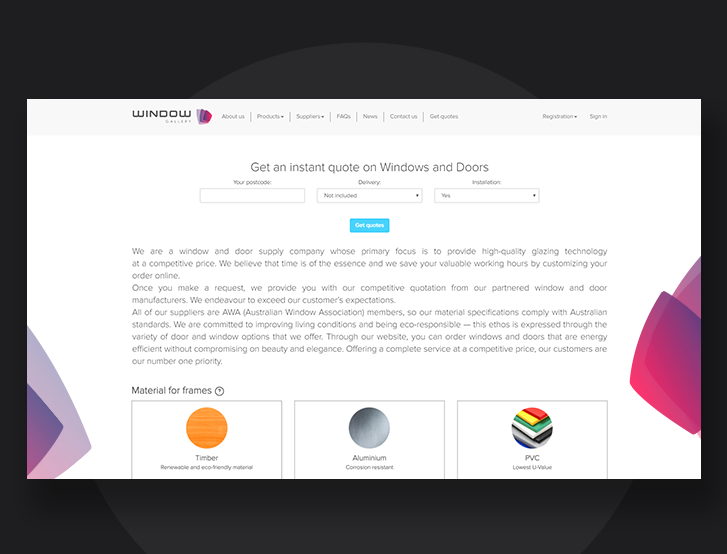 WINDOW
GALLERY
About us Products Suppliers FAQs News Contact us Get quotes Registration Sign in
Get an instant quote on Windows and Doors
Your postcode: Delivery: Installation:
Not included Yes
Get quotes
We are a window and door supply company whose primary focus is to provide high-quality glazing technology
at a competitive price. We believe that time is of the essence and we save your valuable working hours by customizing your
order online.
Once you make a request, we provide you with our competitive quotation from our partnered window and door
manufacturers. We endeavour to exceed our customer's expectations.
All of our suppliers are AWA (Australian Window Association) members, so our material specifications comply with Australian
standards. We are committed to improving living conditions and being eco-responsible — this ethos is expressed through the
variety of door and window options that we offer. Through our website, you can order windows and doors that are energy
efficient without compromising on beauty and elegance. Offering a complete service at a competitive price, our customers are
our number one priority.
Material for frames ?
Timber Aluminium PVC
Renewable and eco-friendly material Corrosion resistant Lowest U-Value